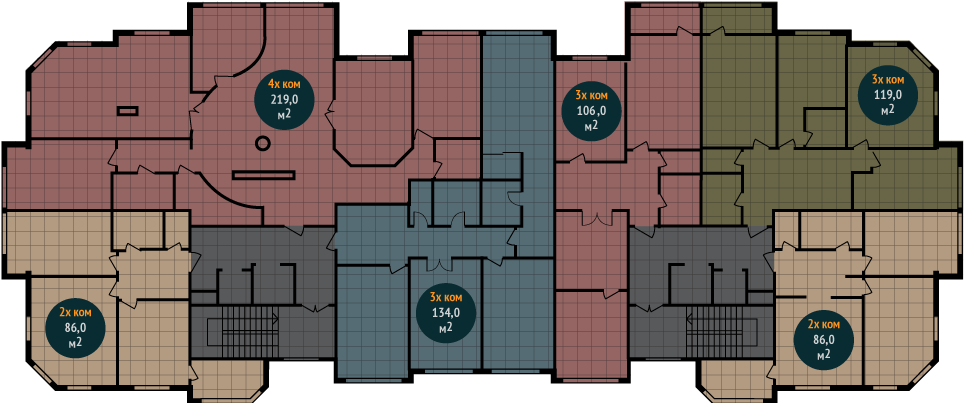 4х ком
219,0
м2
3х ком
106,0
м2
3х ком
119,0
м2
2х ком
86,0
м2
3х ком
134,0
м2
2х ком
86,0
м2